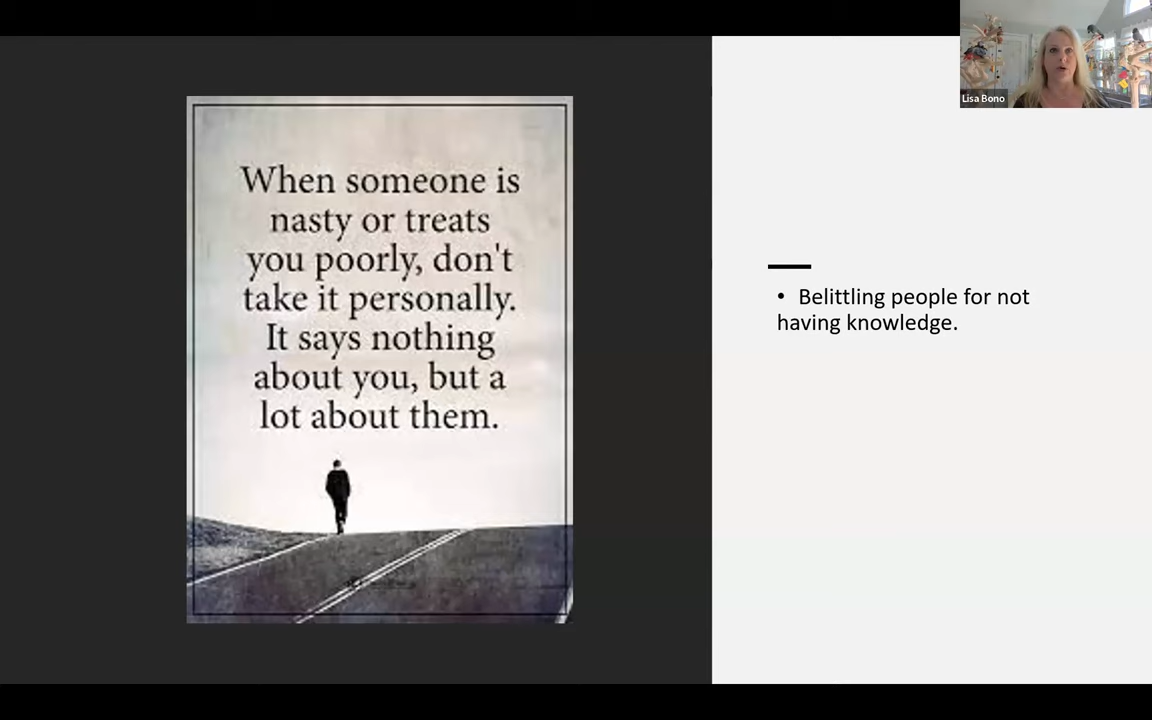 When someone is
nasty or treats
you poorly, don't
take it personally.
It says nothing
about you, but a
lot about them.
• Belittling people for not
having knowledge.
Lisa Bono